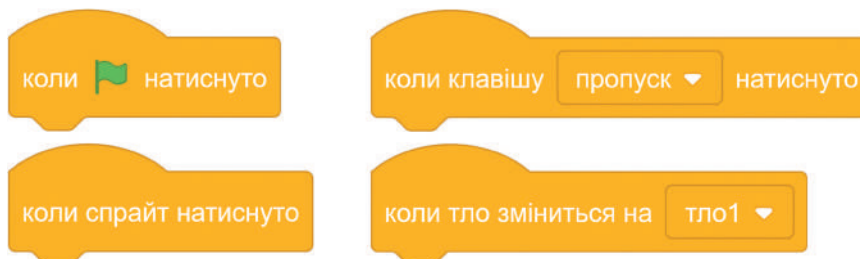 коли натиснуто
коли клавішу пропуск натиснуто
коли спрайт натиснуто
коли тло зміниться на тло1